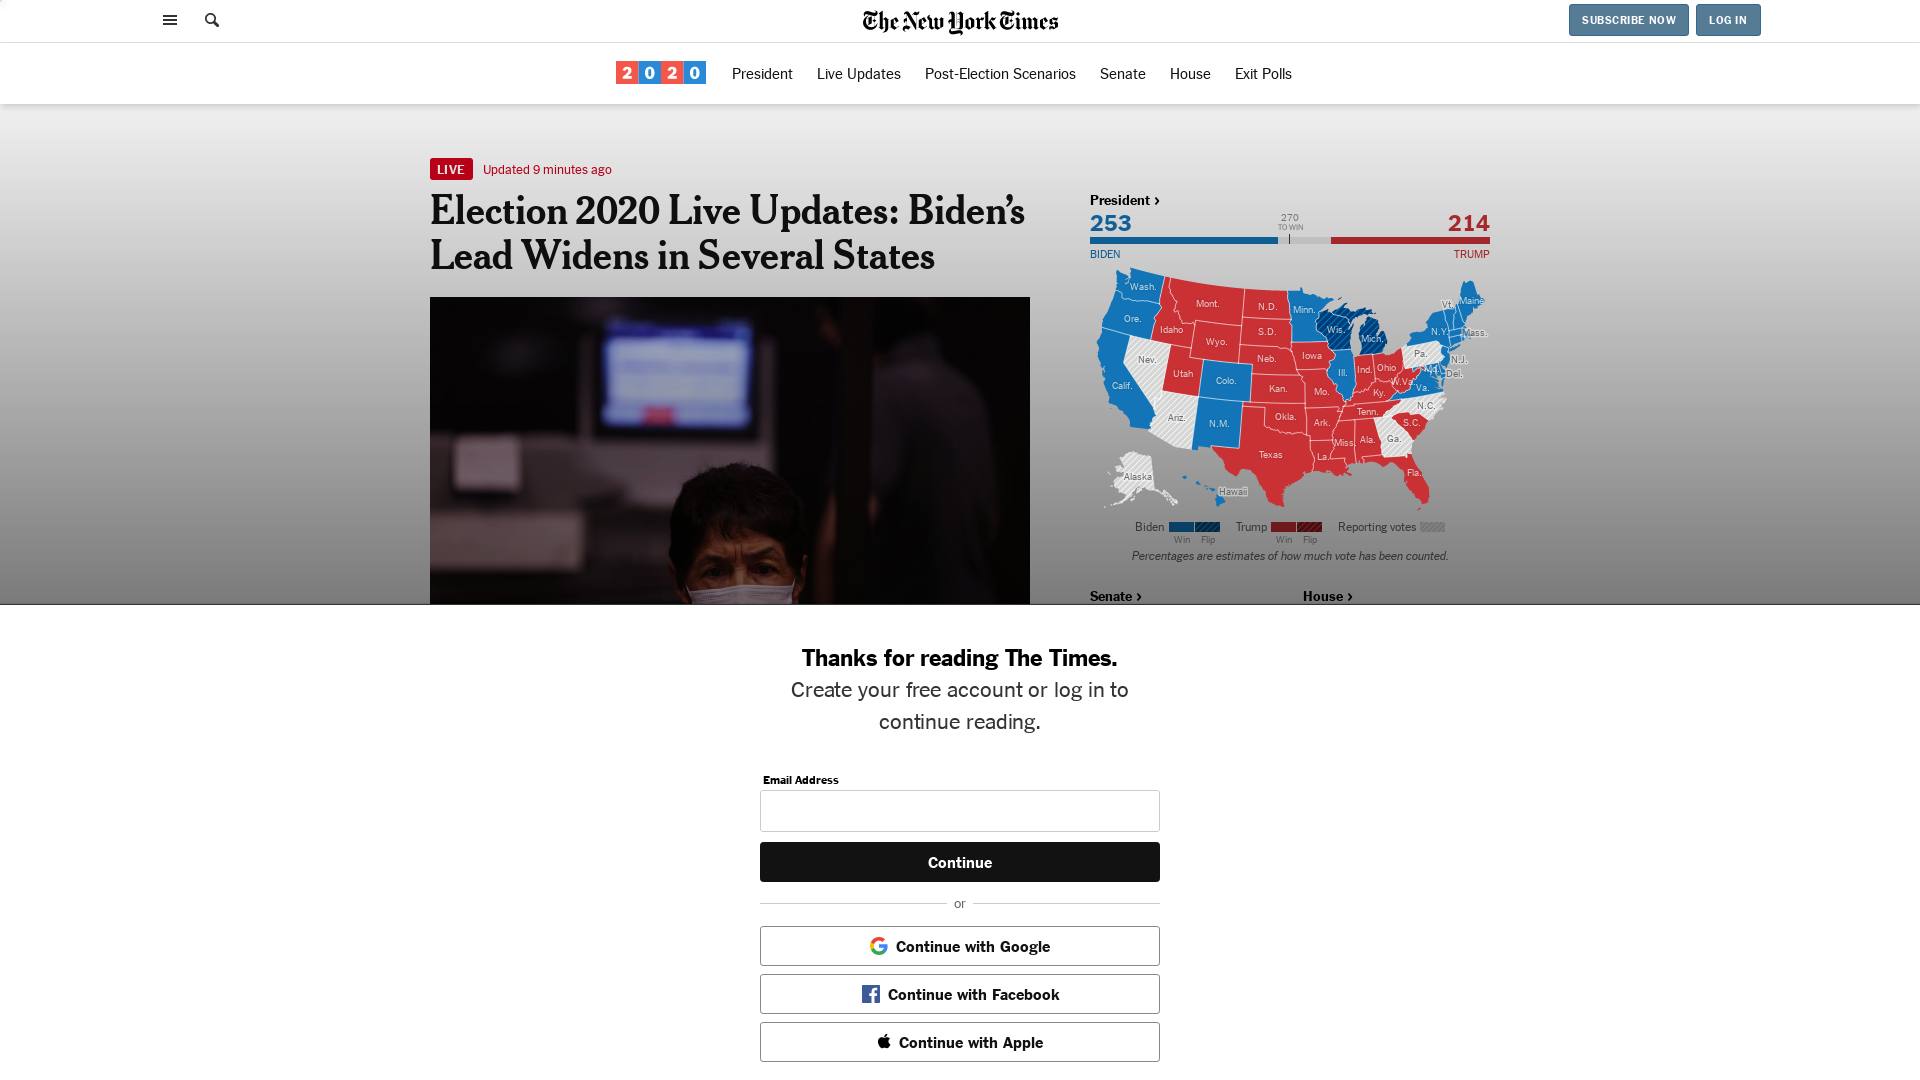 The New York Times
SUBSCRIBE NOW
LOG IN
2020
President
Live Updates
Post-Election Scenarios
Senate
House
Exit Polls
LIVE
Updated 9 minutes ago
Election 2020 Live Updates: Biden’s
Lead Widens in Several States
President ›
253
270
TO WIN
214
BIDEN
TRUMP
Wash.
Mont.
N.D.
Minn.
Vt.
Maine
Ore.
Idaho
S.D.
Wis.
Mich.
N.Y.
Mass.
Wyo.
Nev.
Neb.
Iowa
Pa.
N.J.
Utah
Colo.
Ill.
Ind.
Ohio
Md.
Del.
Calif.
Kan.
Mo.
W.Va.
Va.
Ky.
Ariz.
N.M.
Okla.
Ark.
Tenn.
N.C.
S.C.
Texas
La.
Miss.
Ala.
Ga.
Alaska
Hawaii
Fla.
Biden
Trump
Reporting votes
Win
Flip
Win
Flip
Percentages are estimates of how much vote has been counted.
Senate ›
House ›
Thanks for reading The Times.
Create your free account or log in to
continue reading.
Email Address
Continue
or
Continue with Google
Continue with Facebook
Continue with Apple